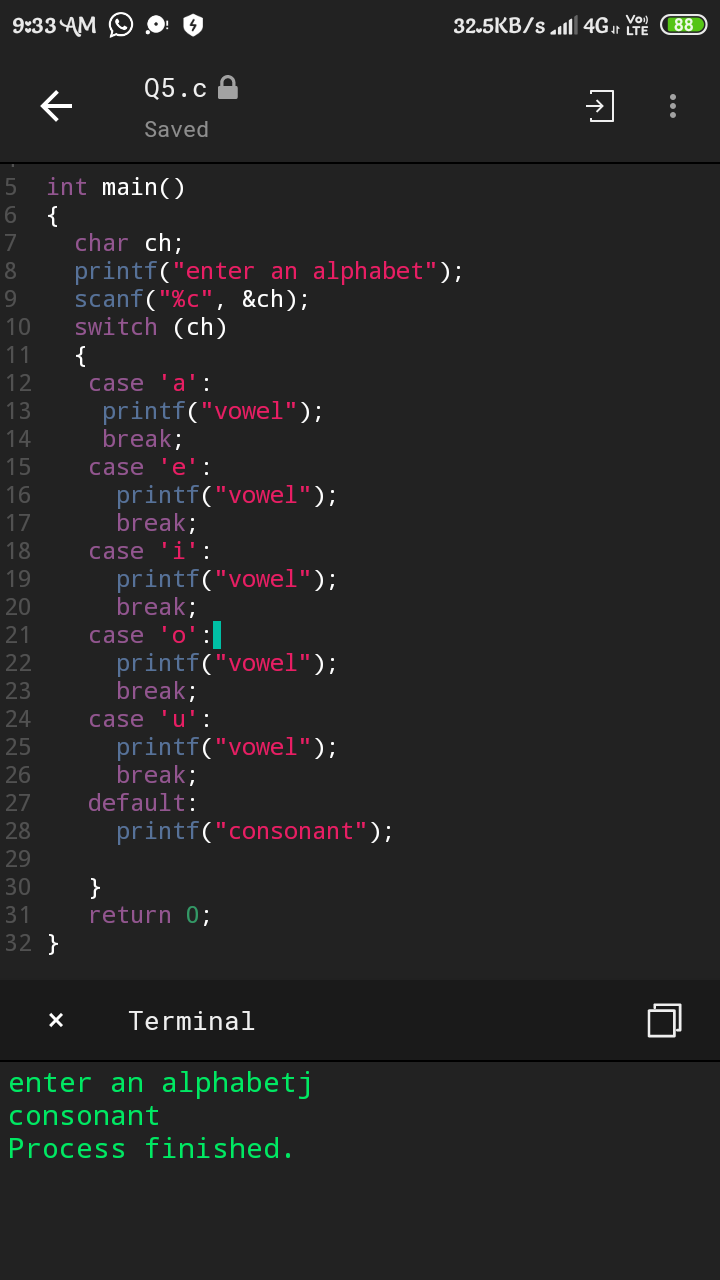 9:33 AM 32.5KB/s 4G Vo) LTE 88
Q5.c
Saved
5 int main()
6 {
7 char ch;
8 printf("enter an alphabet");
9 scanf("%c", &ch);
10 switch (ch)
11 {
12 case 'a':
13 printf("vowel");
14 break;
15 case 'e':
16 printf("vowel");
17 break;
18 case 'i':
19 printf("vowel");
20 break;
21 case 'o':
22 printf("vowel");
23 break;
24 case 'u':
25 printf("vowel");
26 break;
27 default:
28 printf("consonant");
29
30 }
31 return 0;
32 }
× Terminal
enter an alphabetj
consonant
Process finished.